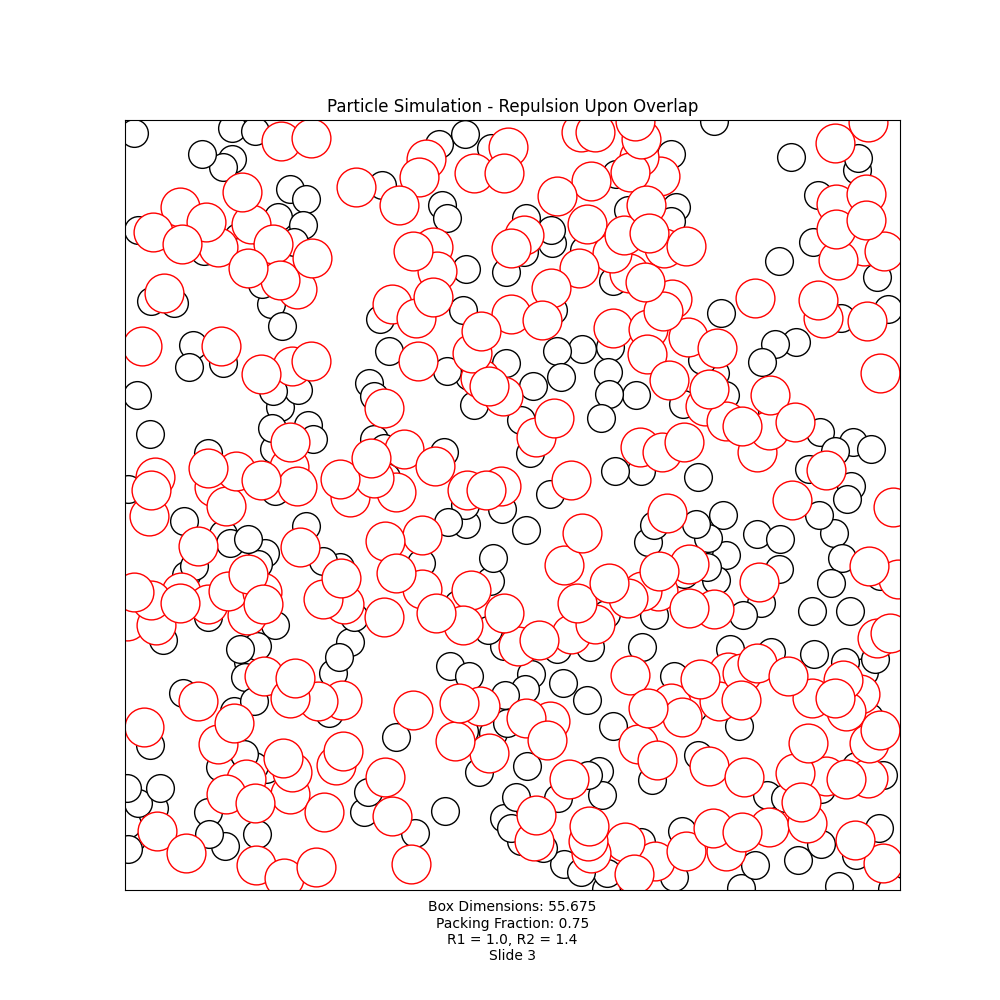 Particle Simulation - Repulsion Upon Overlap
Box Dimensions: 55.675
Packing Fraction: 0.75
R1 = 1.0, R2 = 1.4
Slide 3